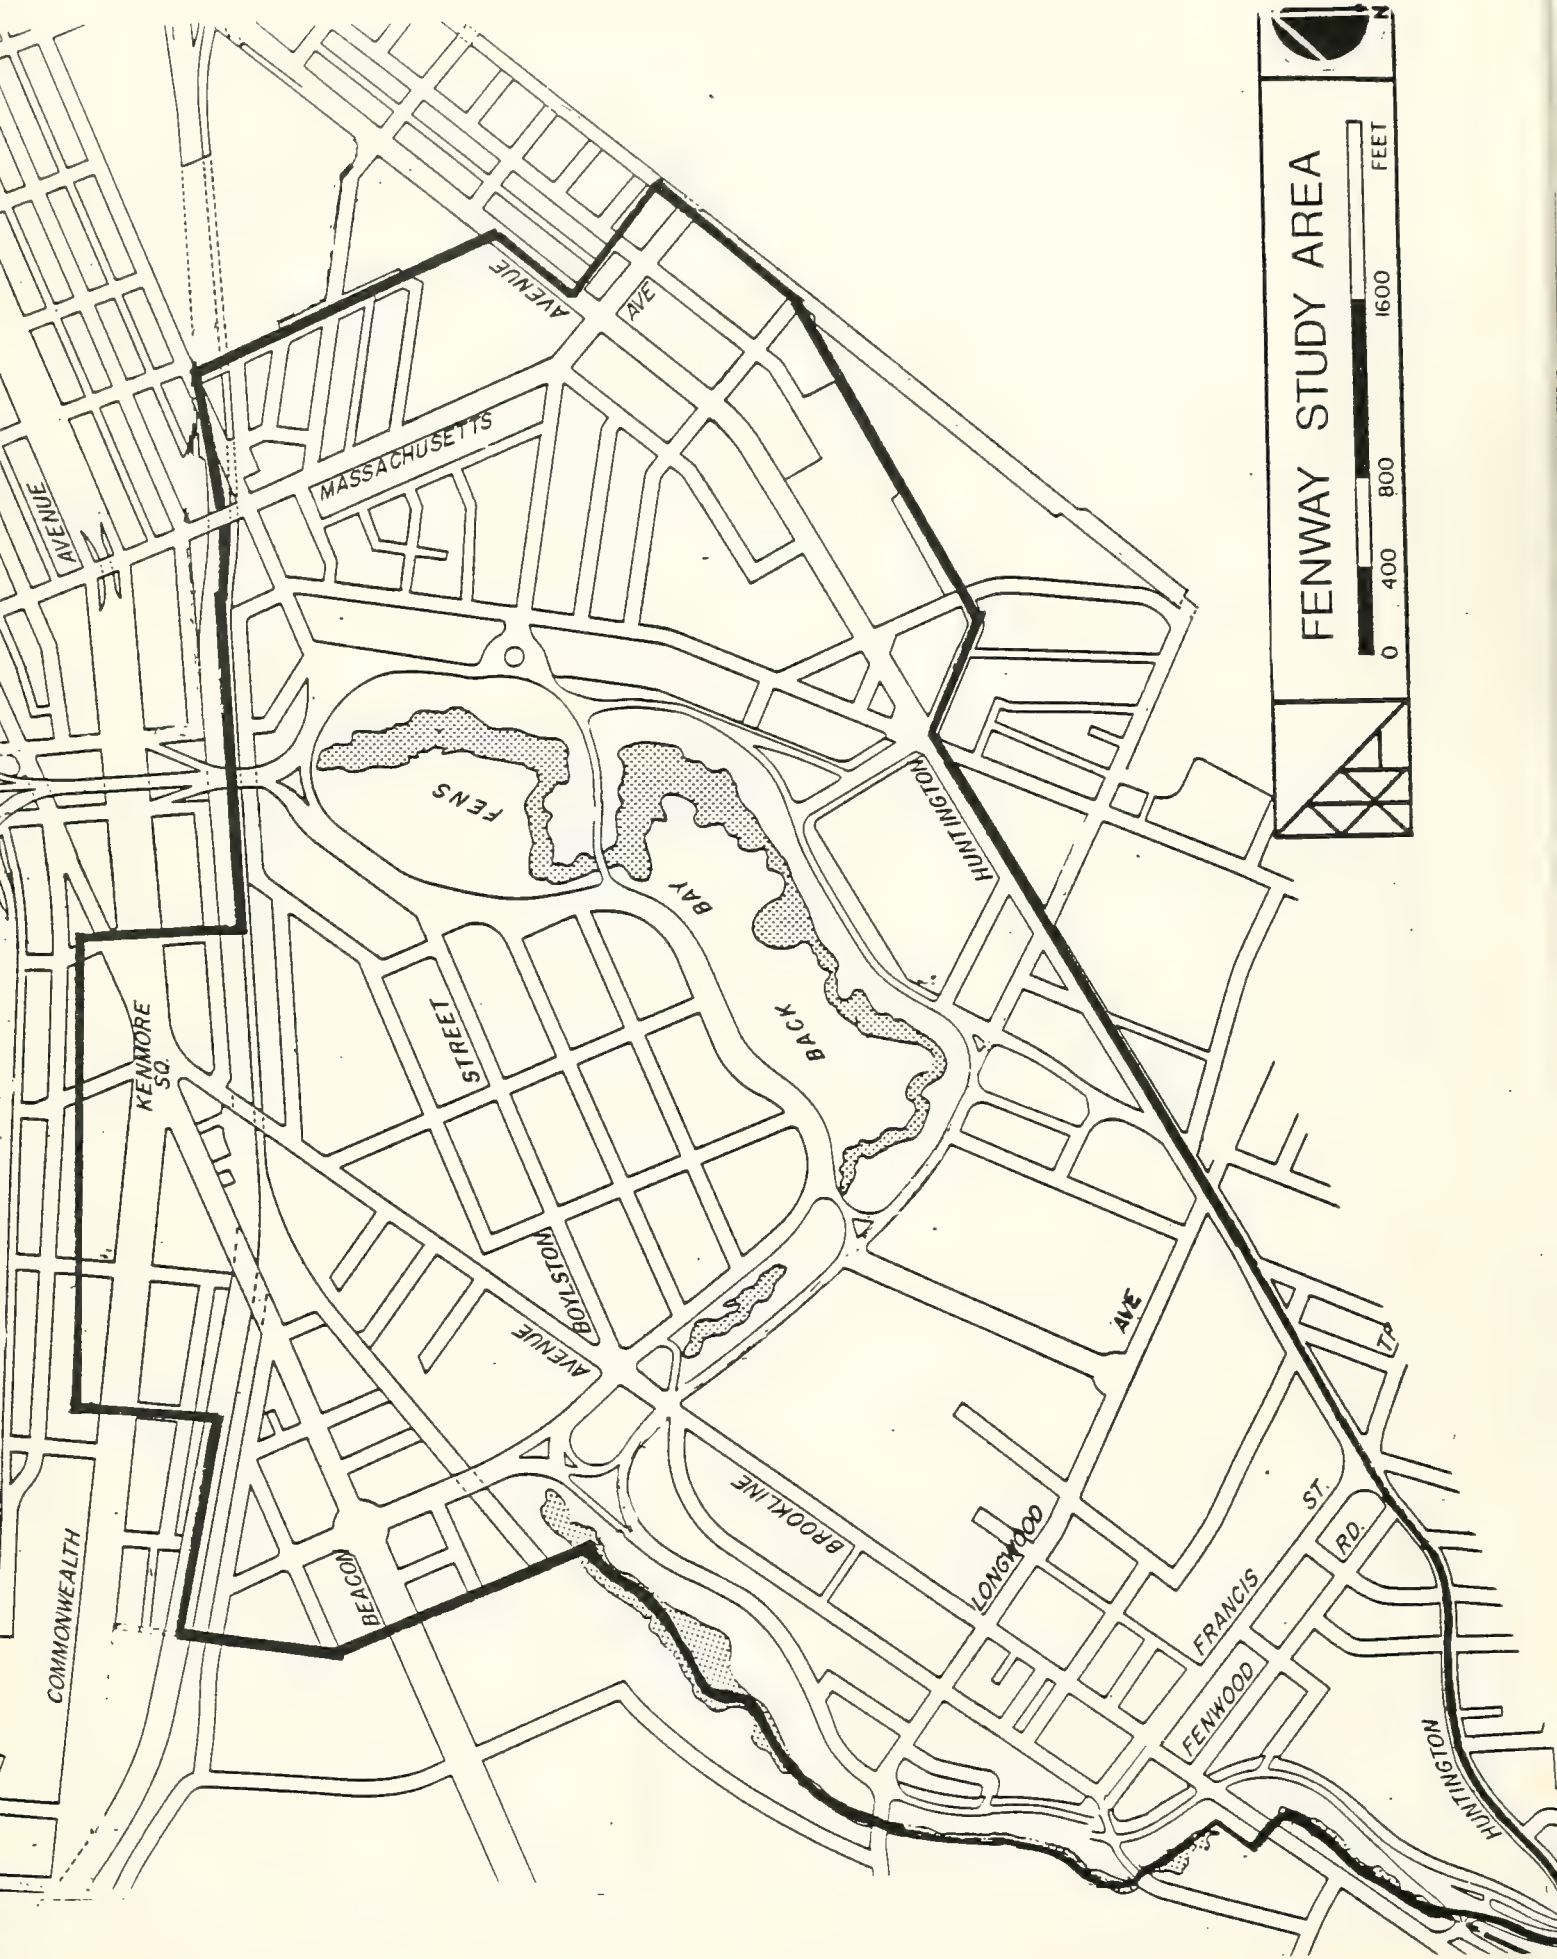 N
FENWAY STUDY AREA
0 400 800 1600
FEET
AVENUE
MASSACHUSETTS
AVENUE
AVE
KENMORE
SQ.
FENS
BAY
BACK
STREET
BOYLSTON
AVENUE
BROOKLINE
HUNTINGTON
AVE
LONGWOOD
COMMONWEALTH
BEACON
FRANCIS
ST.
FENWOOD
RD.
HUNTINGTON